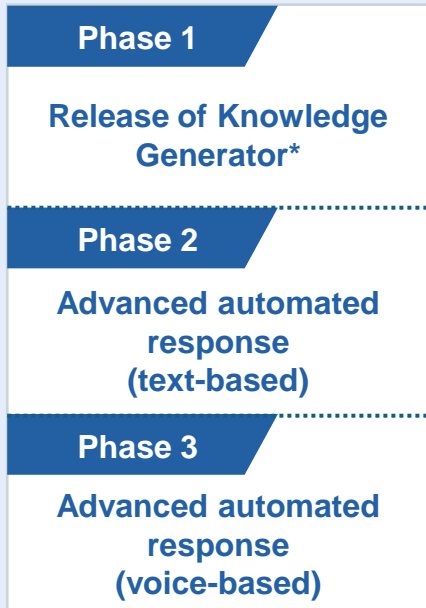 Phase 1
Release of Knowledge
Generator*
Phase 2
Advanced automated
response
(text-based)
Phase 3
Advanced automated
response
(voice-based)